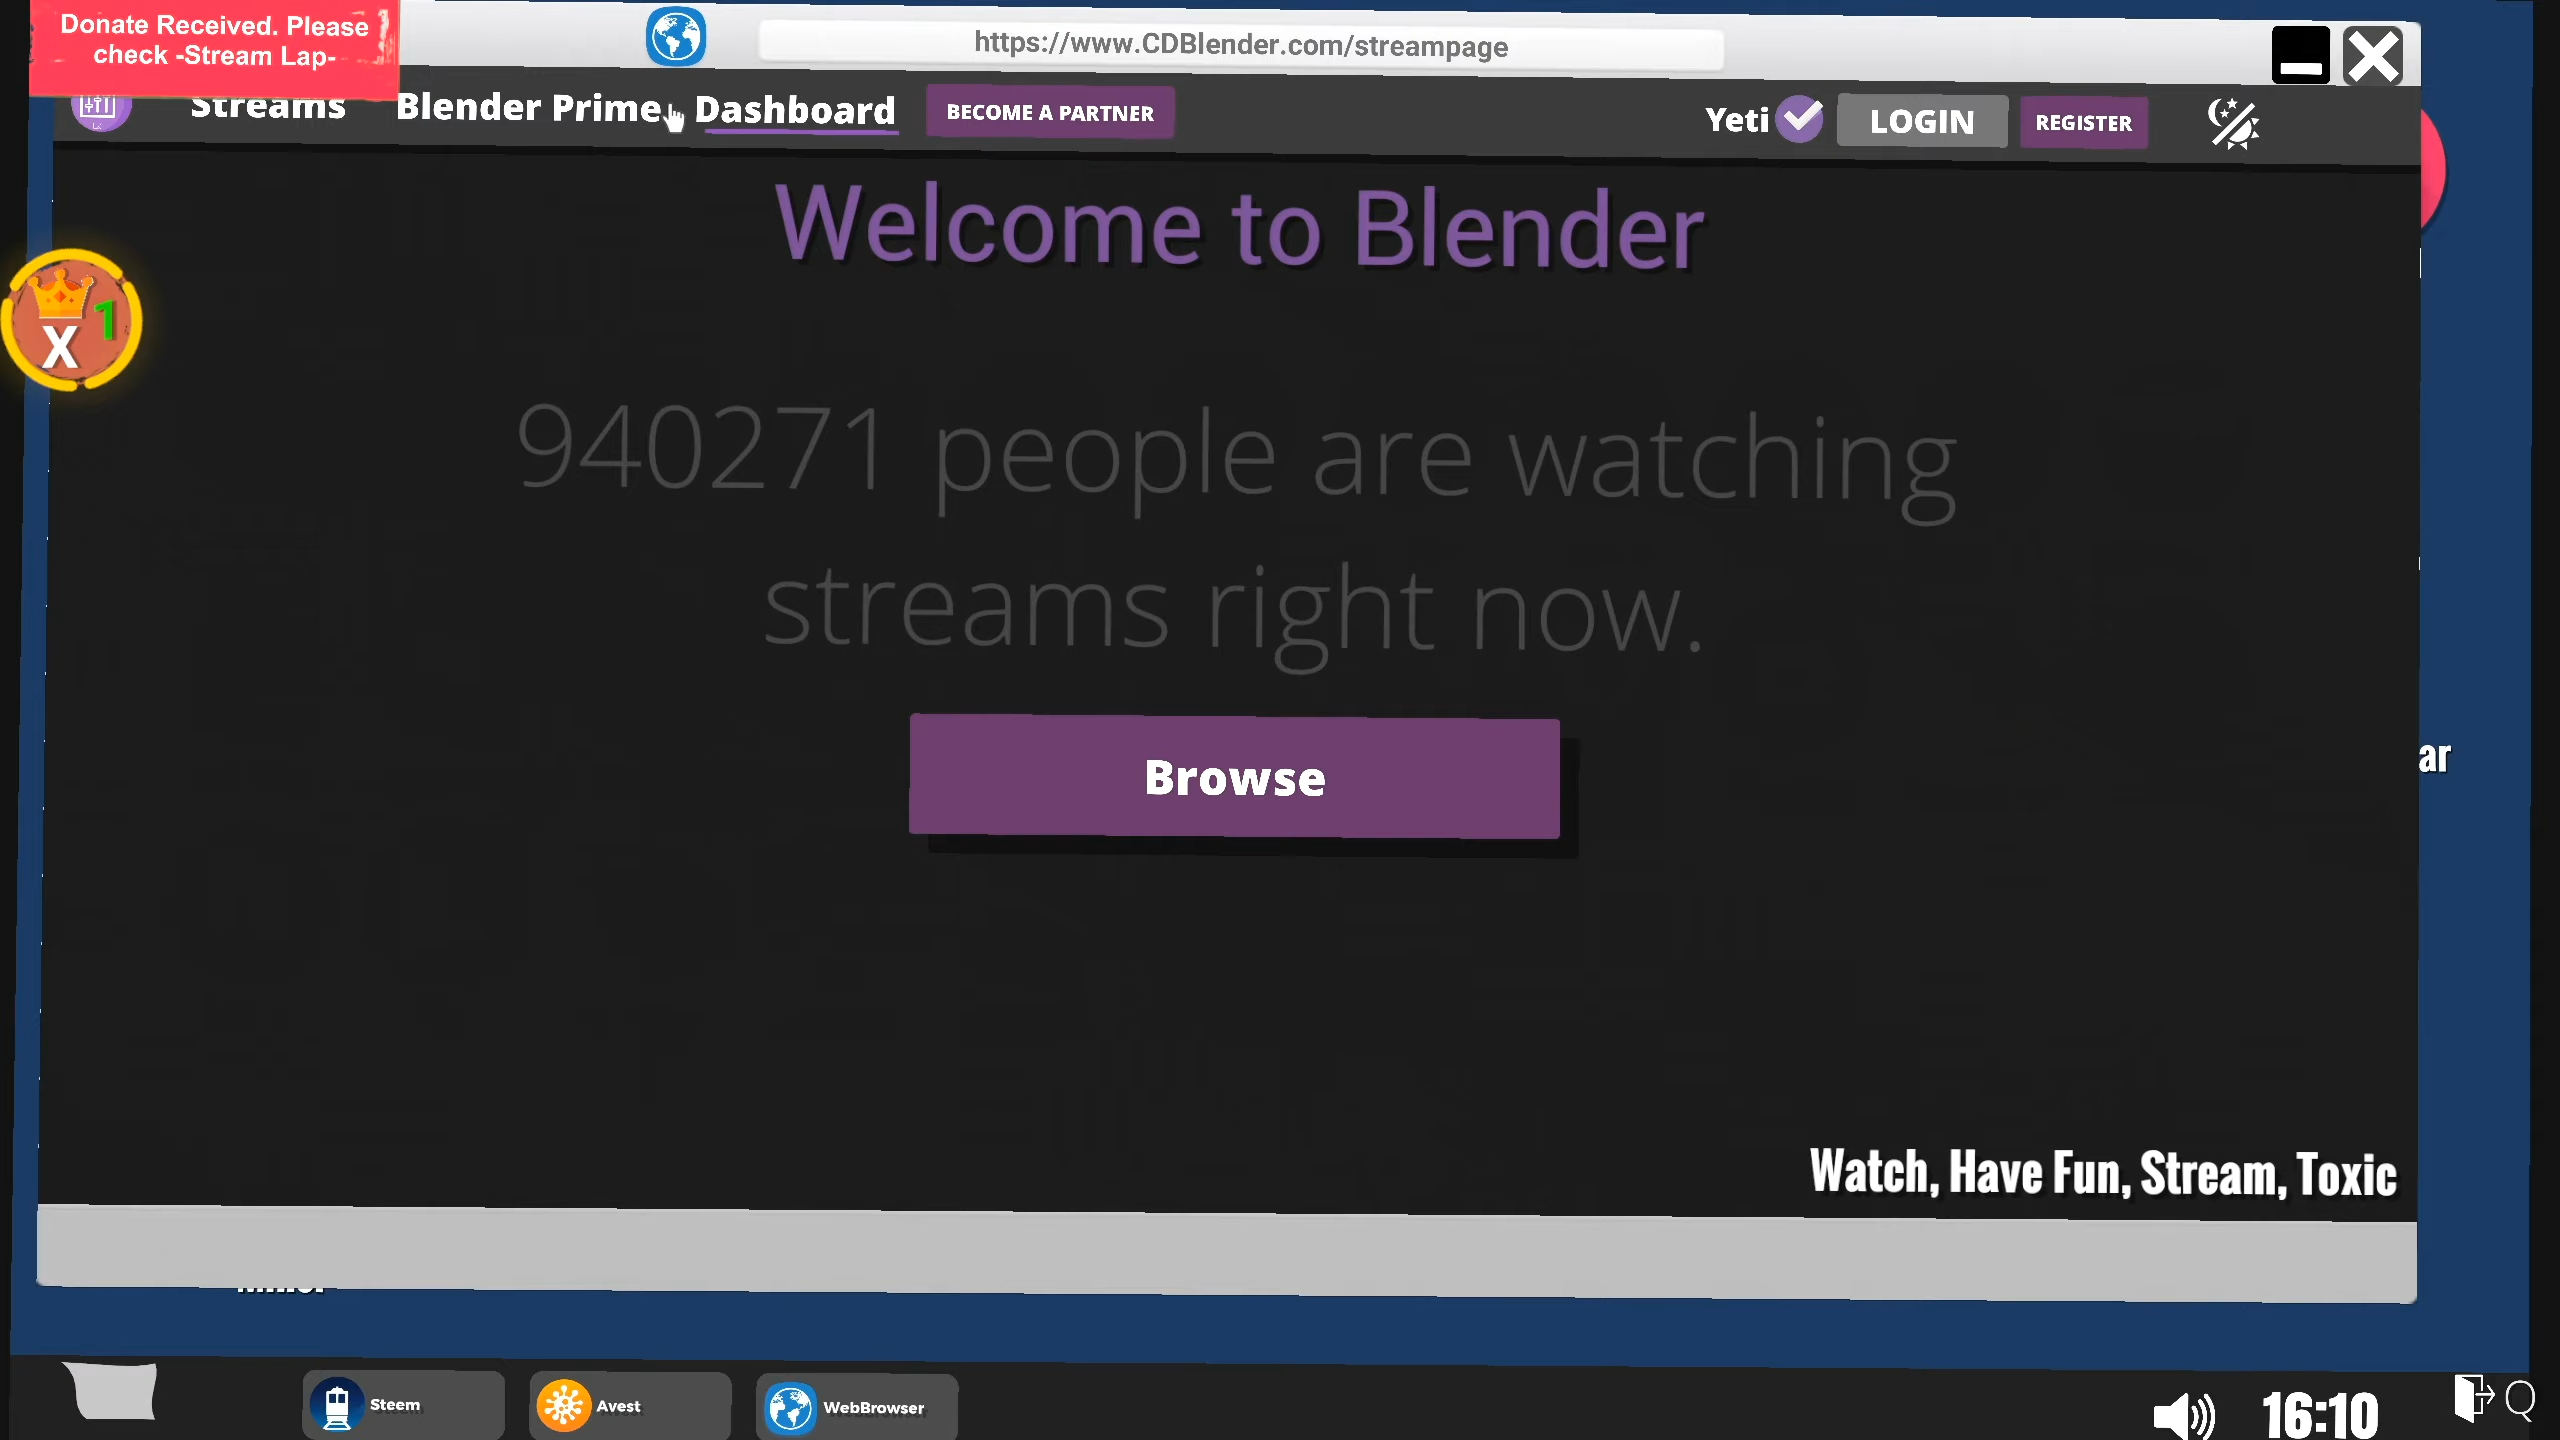 Donate Received. Please
check -Stream Lap-
https://www.CDBlender.com/streampage
Streams
Blender Prime
Dashboard
BECOME A PARTNER
Yeti
LOGIN
REGISTER
Welcome to Blender
X 1
940271 people are watching
streams right now.
ar
Browse
Watch, Have Fun, Stream, Toxic
Steem
Avest
WebBrowser
16:10
Q